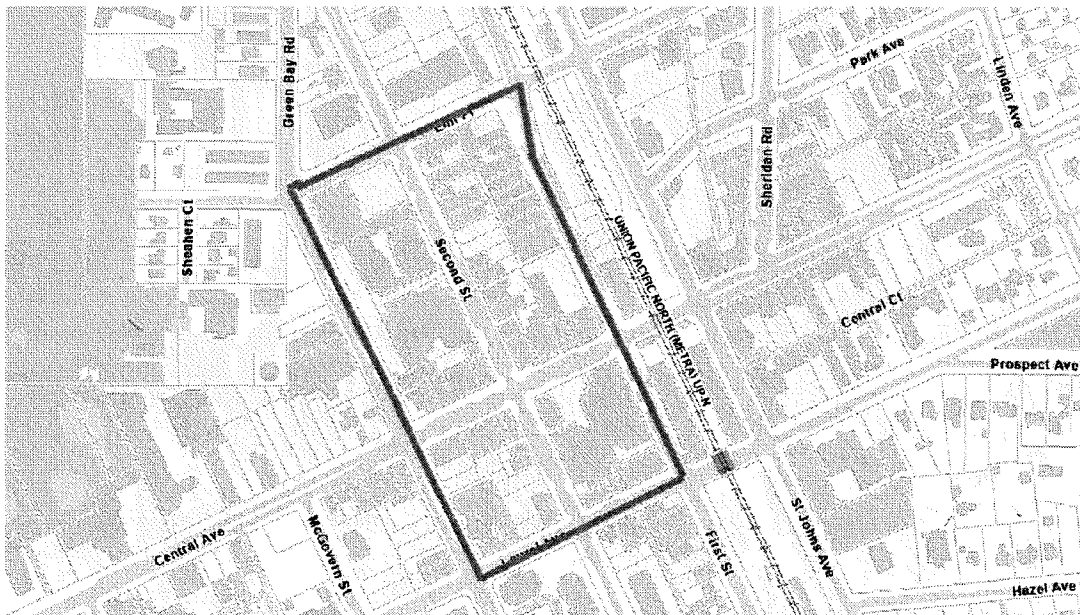 Green Bay Rd
Park Ave
Linden Ave
Elm Pl
Sheridan Rd
Sheahen Ct
Second St
UNION PACIFIC NORTH (METRA) UP-N
Central Ct
Prospect Ave
Central Ave
McGovern St
First St
St Johns Ave
Hazel Ave